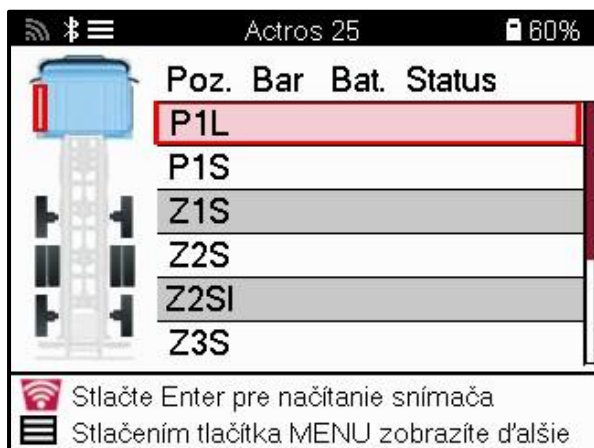 Actros 25 60%
Poz. Bar Bat. Status
P1L
P1S
Z1S
Z2S
Z2SI
Z3S
Stlačte Enter pre načítanie snímača
Stlačením tlačítka MENU zobrazíte ďalšie